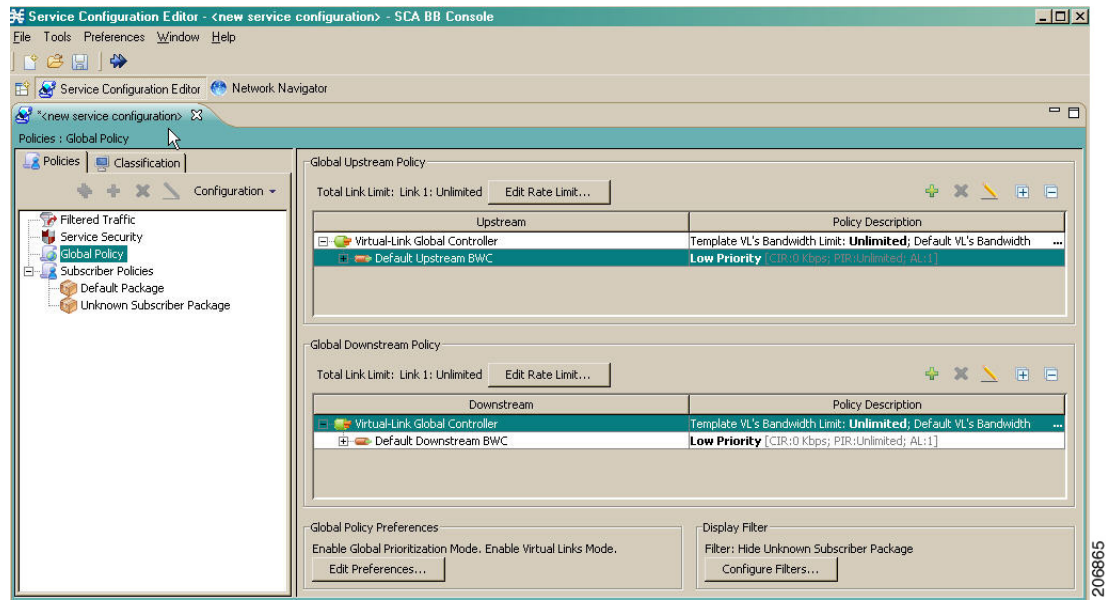 Service Configuration Editor - <new service configuration> - SCA BB Console
File Tools Preferences Window Help
Service Configuration Editor Network Navigator
*<new service configuration>
Policies : Global Policy
Policies Classification
Configuration
Filtered Traffic
Service Security
Global Policy
Subscriber Policies
Default Package
Unknown Subscriber Package
Global Upstream Policy
Total Link Limit: Link 1: Unlimited Edit Rate Limit...
Upstream Policy Description
Virtual-Link Global Controller Template VL's Bandwidth Limit: Unlimited; Default VL's Bandwidth ...
Default Upstream BWC Low Priority [CIR:0 Kbps; PIR:Unlimited; AL:1]
Global Downstream Policy
Total Link Limit: Link 1: Unlimited Edit Rate Limit...
Downstream Policy Description
Virtual-Link Global Controller Template VL's Bandwidth Limit: Unlimited; Default VL's Bandwidth ...
Default Downstream BWC Low Priority [CIR:0 Kbps; PIR:Unlimited; AL:1]
Global Policy Preferences
Enable Global Prioritization Mode. Enable Virtual Links Mode.
Edit Preferences...
Display Filter
Filter: Hide Unknown Subscriber Package
Configure Filters...
206865